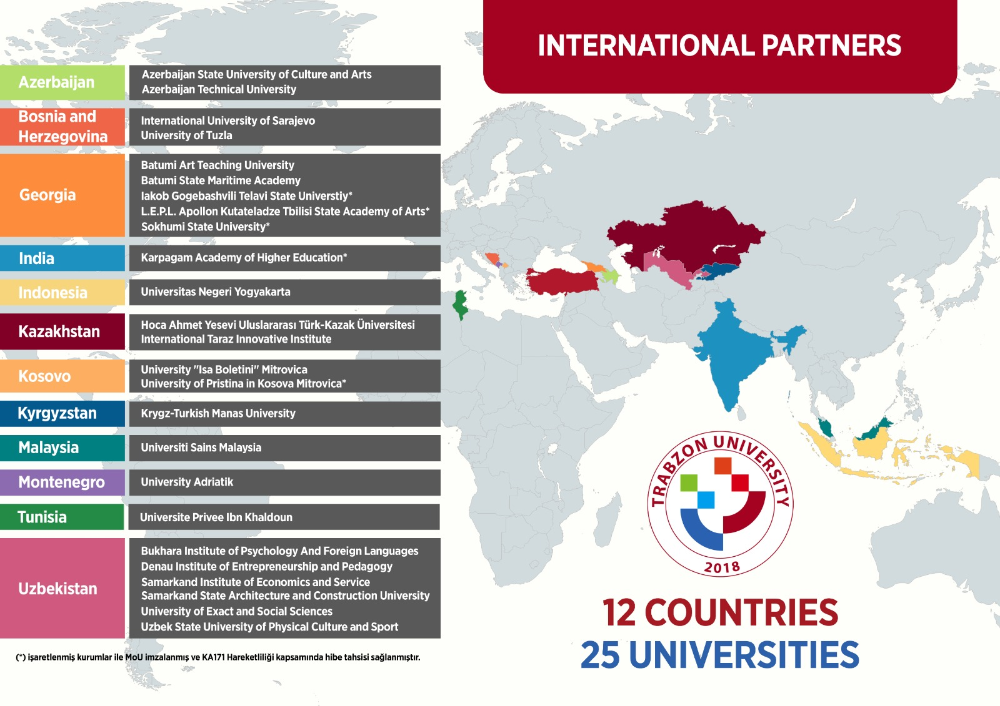 INTERNATIONAL PARTNERS
Azerbaijan
Azerbaijan State University of Culture and Arts
Azerbaijan Technical University
Bosnia and
Herzegovina
International University of Sarajevo
University of Tuzla
Georgia
Batumi Art Teaching University
Batumi State Maritime Academy
Iakob Gogebashvili Telavi State Universtiy*
L.E.P.L. Apollon Kutateladze Tbilisi State Academy of Arts*
Sokhumi State University*
India
Karpagam Academy of Higher Education*
Indonesia
Universitas Negeri Yogyakarta
Kazakhstan
Hoca Ahmet Yesevi Uluslararası Türk-Kazak Üniversitesi
International Taraz Innovative Institute
Kosovo
University "Isa Boletini" Mitrovica
University of Pristina in Kosova Mitrovica*
Kyrgyzstan
Krygz-Turkish Manas University
Malaysia
Universiti Sains Malaysia
Montenegro
University Adriatik
Tunisia
Universite Privee Ibn Khaldoun
Uzbekistan
Bukhara Institute of Psychology And Foreign Languages
Denau Institute of Entrepreneurship and Pedagogy
Samarkand Institute of Economics and Service
Samarkand State Architecture and Construction University
University of Exact and Social Sciences
Uzbek State University of Physical Culture and Sport
(*) işaretlenmiş kurumlar ile MoU imzalanmış ve KA171 Hareketliliği kapsamında hibe tahsisi sağlanmıştır.
TRABZON UNIVERSITY
2018
12 COUNTRIES
25 UNIVERSITIES